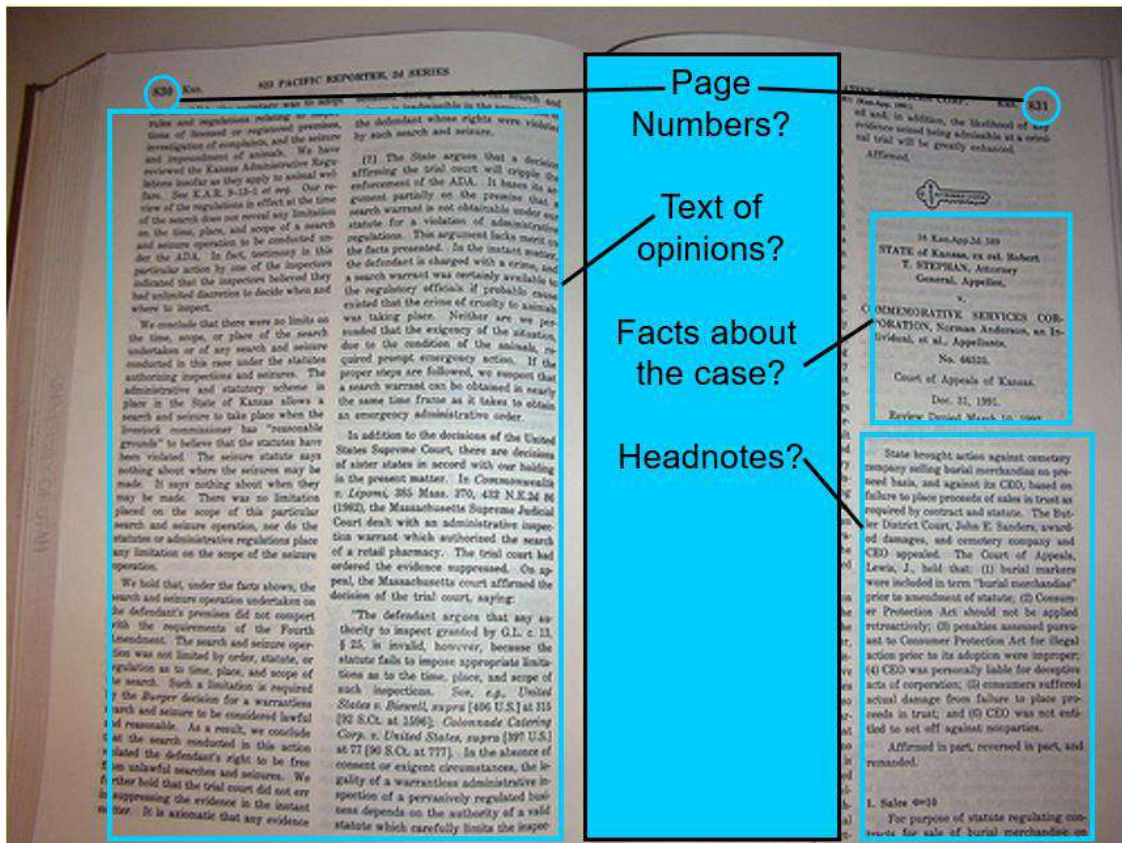 830 Kan. 823 PACIFIC REPORTER, 2d SERIES
rules and regulations relating to
tions of licensed or registered premises,
investigation of complaints, and the seizure
and impoundment of animals. We have
reviewed the Kansas Administrative Regu-
lations insofar as they apply to animal wel-
fare. See K.A.R. et seq. Our re-
view of the regulations in effect at the time
of the search does not reveal any limitation
on the time, place, and scope of a search
and seizure operation to be conducted un-
der the ADA. In fact, testimony in this
particular action by one of the inspectors
indicated that the inspectors believed they
had unlimited discretion to decide when and
where to inspect.
We conclude that there were no limits on
the time, scope, or place of the search
undertaken or of any search and seizure
conducted in this case under the statutes
authorizing inspections and seizures. The
administrative and statutory scheme in
place in the State of Kansas allows a
search and seizure to take place when the
livestock commissioner has "reasonable
grounds" to believe that the statutes have
been violated. The seizure statute says
nothing about where the seizures may be
made. It says nothing about when they
may be made. There was no limitation
placed on the scope of this particular
search and seizure operation, nor do the
statutes or administrative regulations place
any limitation on the scope of the seizure
operation.
We hold that, under the facts shown, the
search and seizure operation undertaken on
the defendant's premises did not comport
with the requirements of the Fourth
Amendment. The search and seizure oper-
ation was not limited by order, statute, or
regulation as to time, place, and scope of
the search. Such a limitation is required
by the Burger decision for a warrantless
search and seizure to be considered lawful
and reasonable. As a result, we conclude
that the search conducted in this action
violated the defendant's right to be free
from unlawful searches and seizures. We
further hold that the trial court did not err
in suppressing the evidence in the instant
matter. It is axiomatic that any evidence
the defendant whose rights were violated
by such search and seizure.
[7] The State argues that a decision
affirming the trial court will cripple the
enforcement of the ADA. It bases its ar-
gument partially on the premise that a
search warrant is not obtainable under our
statute for a violation of administrative
regulations. This argument lacks merit on
the facts presented. In the instant matter,
the defendant is charged with a crime, and
a search warrant was certainly available to
the regulatory officials if probable cause
existed that the crime of cruelty to animals
was taking place. Neither are we per-
suaded that the exigency of the situation,
due to the condition of the animals, re-
quired prompt emergency action. If the
proper steps are followed, we suspect that
a search warrant can be obtained in nearly
the same time frame as it takes to obtain
an emergency administrative order.
In addition to the decisions of the United
States Supreme Court, there are decisions
of sister states in accord with our holding
in the present matter. In Commonwealth
v. Lipomi, 385 Mass. 370, 432 N.E.2d 86
(1982), the Massachusetts Supreme Judicial
Court dealt with an administrative inspec-
tion warrant which authorized the search
of a retail pharmacy. The trial court had
ordered the evidence suppressed. On ap-
peal, the Massachusetts court affirmed the
decision of the trial court, saying:
"The defendant argues that any au-
thority to inspect granted by G.L. c. 13,
§ 25, is invalid, however, because the
statute fails to impose appropriate limita-
tions as to the time, place, and scope of
such inspections. See, e.g., United
States v. Biswell, supra [406 U.S.] at 315
[92 S.Ct. at 1596]; Colonnade Catering
Corp. v. United States, supra [397 U.S.]
at 77 [90 S.Ct. at 777]. In the absence of
consent or exigent circumstances, the le-
gality of a warrantless administrative in-
spection of a pervasively regulated busi-
ness depends on the authority of a valid
statute which carefully limits the inspec-
Page
Numbers?
Text of
opinions?
Facts about
the case?
Headnotes?
SERVICES CORP. Kan. 831
ed and, in addition, the likelihood of any
evidence seized being admissible at a crimi-
nal trial will be greatly enhanced.
Affirmed.
16 Kan.App.2d 389
STATE of Kansas, ex rel. Robert
T. STEPHAN, Attorney
General, Appellee,
v.
COMMEMORATIVE SERVICES COR-
PORATION, Norman Anderson, an In-
dividual, et al., Appellants.
No.
Court of Appeals of Kansas.
Dec. 31, 1991.
Review Denied March
State brought action against cemetery
company selling burial merchandise on pre-
need basis, and against its CEO, based on
failure to place proceeds of sales in trust as
required by contract and statute. The But-
ler District Court, John E. Sanders, award-
ed damages, and cemetery company and
CEO appealed. The Court of Appeals,
Lewis, J., held that: (1) burial markers
were included in term "burial merchandise"
prior to amendment of statute; (2) Consum-
er Protection Act should not be applied
retroactively; (3) penalties assessed pursu-
ant to Consumer Protection Act for illegal
action prior to its adoption were improper;
(4) CEO was personally liable for deceptive
acts of corporation; (5) consumers suffered
actual damage from failure to place pro-
ceeds in trust; and (6) CEO was not enti-
tled to set off against nonparties.
Affirmed in part, reversed in part, and
remanded.
1. Sales
For purpose of statute regulating con-
tracts for sale of burial merchandise on